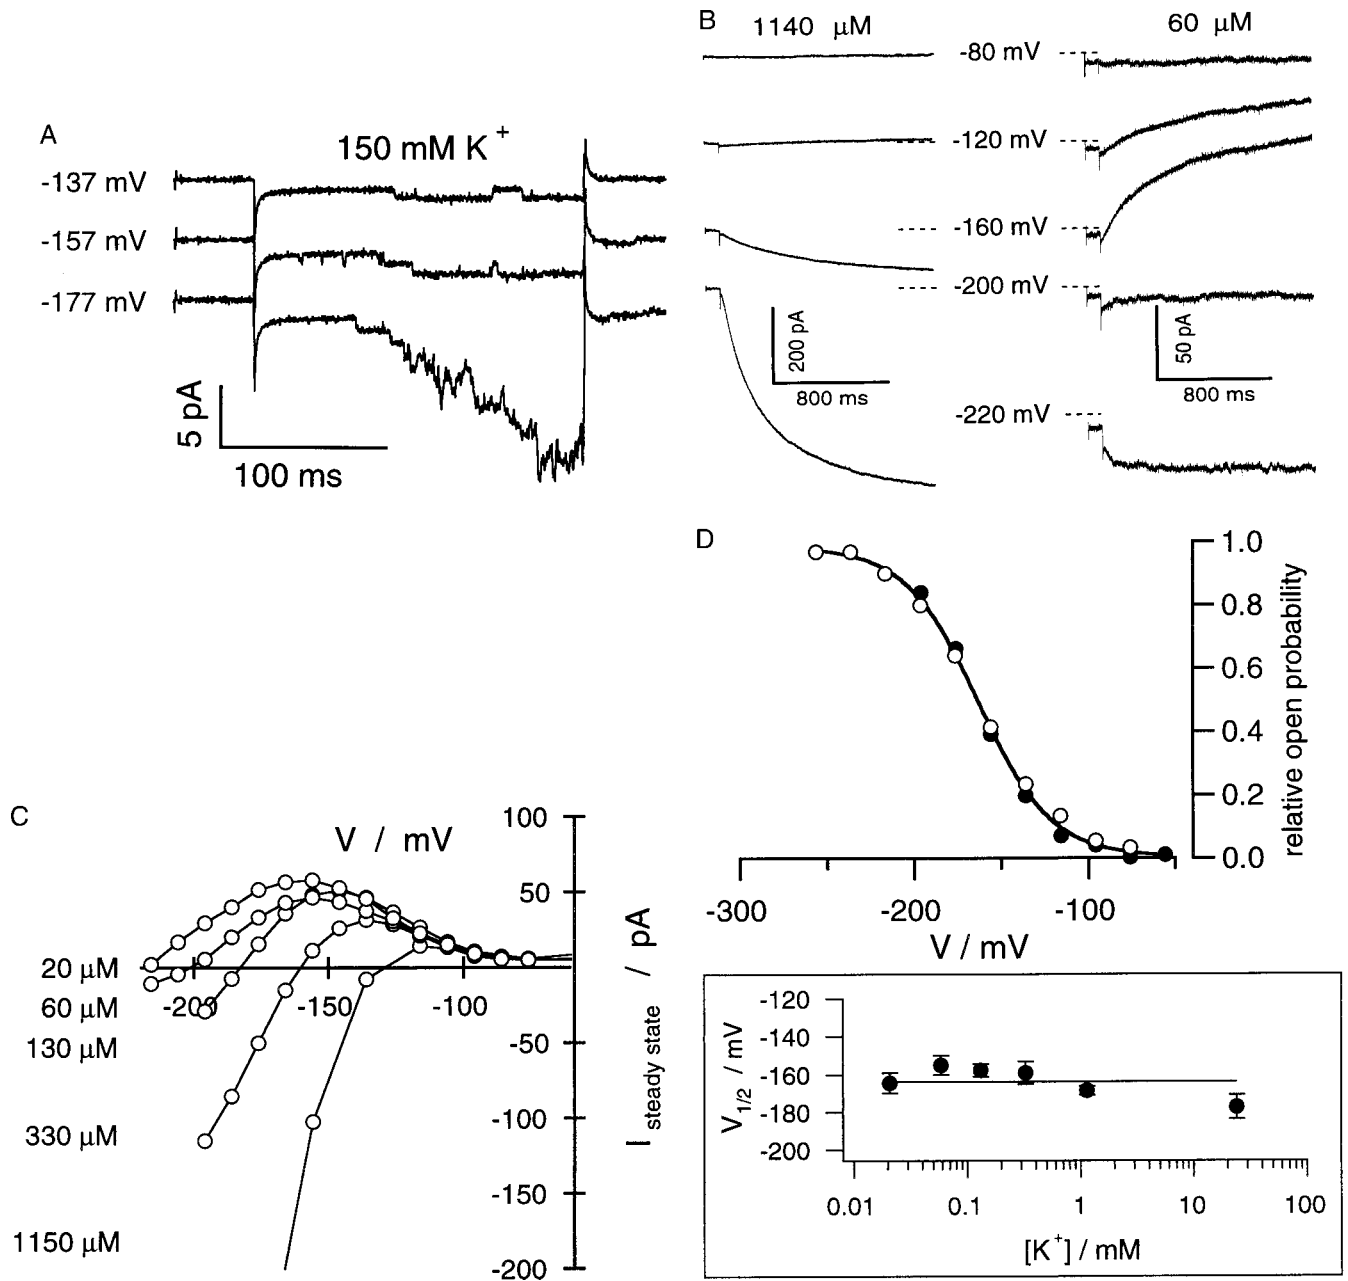 A
150 mM K+
-137 mV
-157 mV
-177 mV
5 pA
100 ms
B
1140 μM
60 μM
-80 mV
-120 mV
-160 mV
-200 mV
200 pA
800 ms
50 pA
800 ms
-220 mV
C
V / mV
100
50
-50
-100
-150
-200
-200
-150
-100
I steady state / pA
20 μM
60 μM
130 μM
330 μM
1150 μM
D
1.0
0.8
0.6
0.4
0.2
0.0
relative open probability
-300
-200
-100
V / mV
-120
-140
-160
-180
-200
V1/2 / mV
0.01
0.1
1
10
100
[K+] / mM